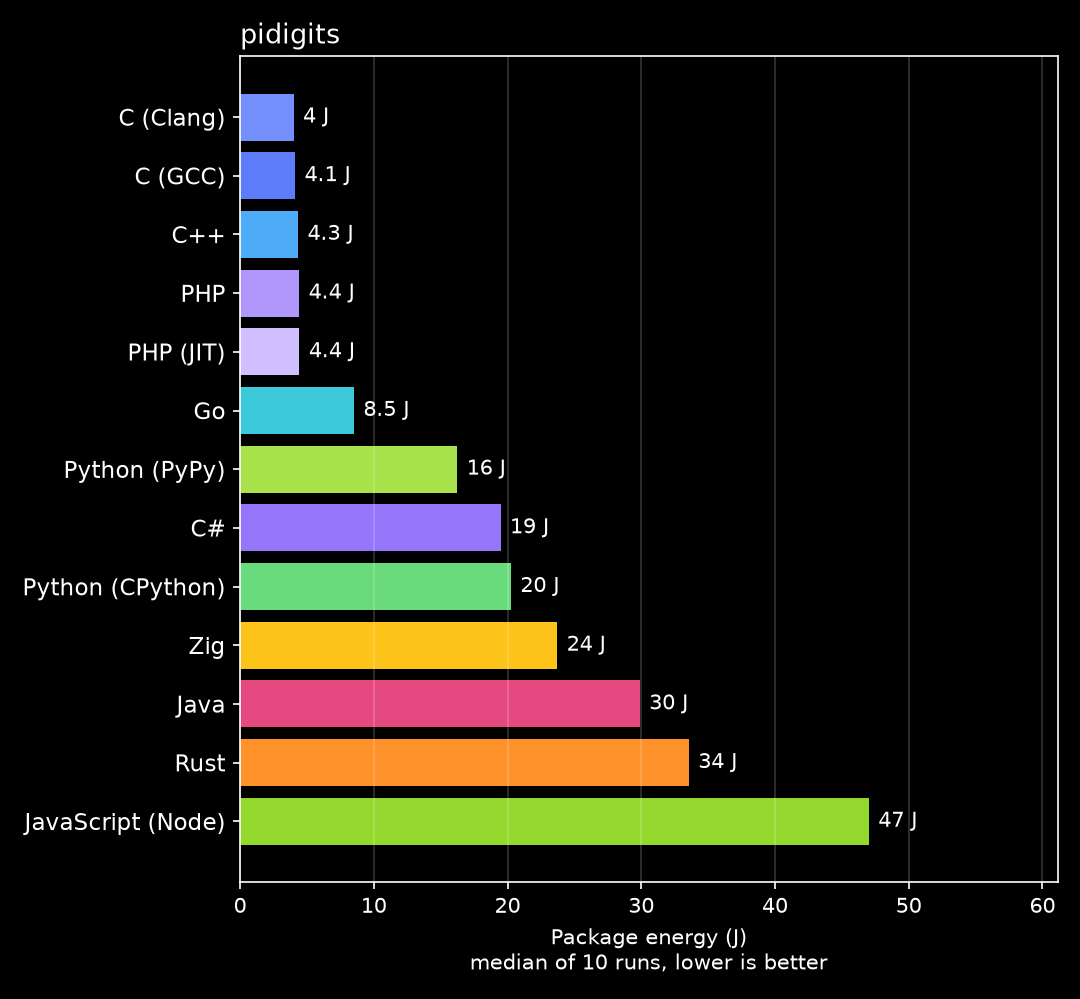 pidigits
C (Clang) 4 J
C (GCC) 4.1 J
C++ 4.3 J
PHP 4.4 J
PHP (JIT) 4.4 J
Go 8.5 J
Python (PyPy) 16 J
C# 19 J
Python (CPython) 20 J
Zig 24 J
Java 30 J
Rust 34 J
JavaScript (Node) 47 J
0 10 20 30 40 50 60
Package energy (J)
median of 10 runs, lower is better